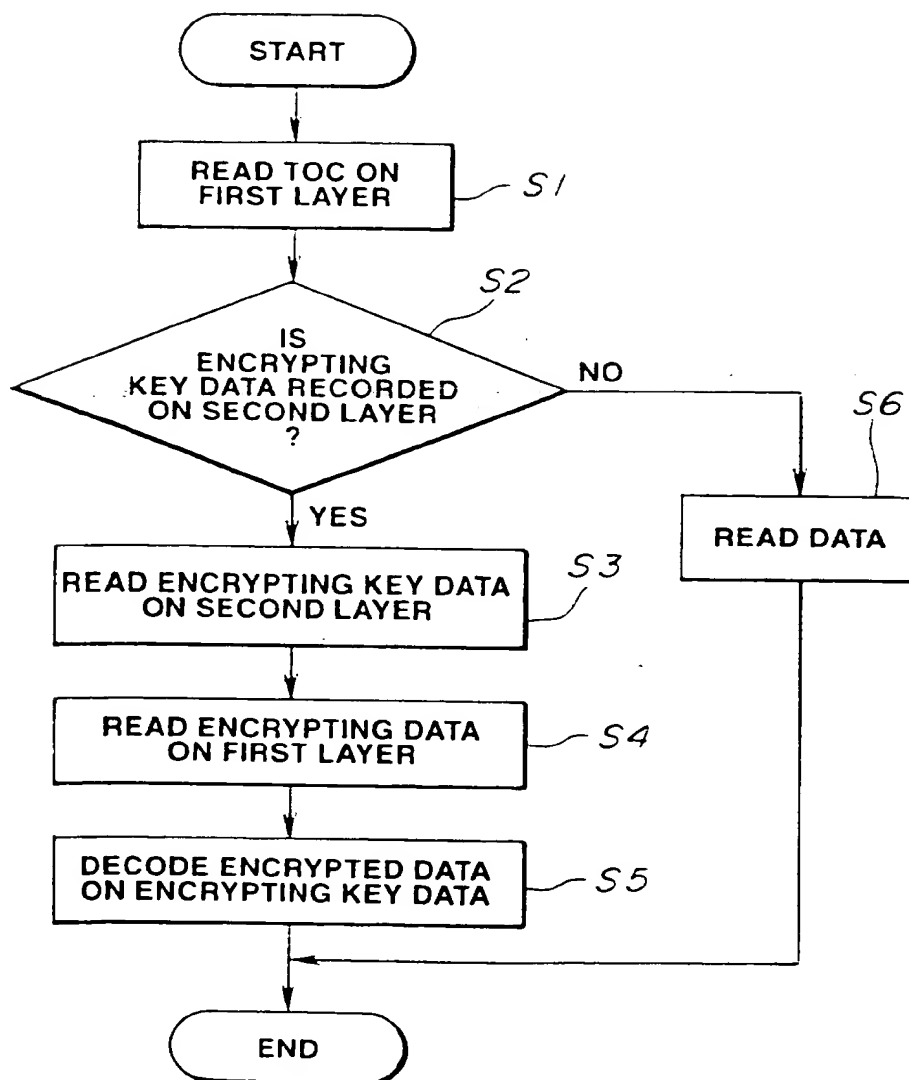 START
READ TOC ON
FIRST LAYER
S1
S2
IS
ENCRYPTING
KEY DATA RECORDED
ON SECOND LAYER
?
NO
S6
YES
READ DATA
READ ENCRYPTING KEY DATA
ON SECOND LAYER
S3
READ ENCRYPTING DATA
ON FIRST LAYER
S4
DECODE ENCRYPTED DATA
ON ENCRYPTING KEY DATA
S5
END